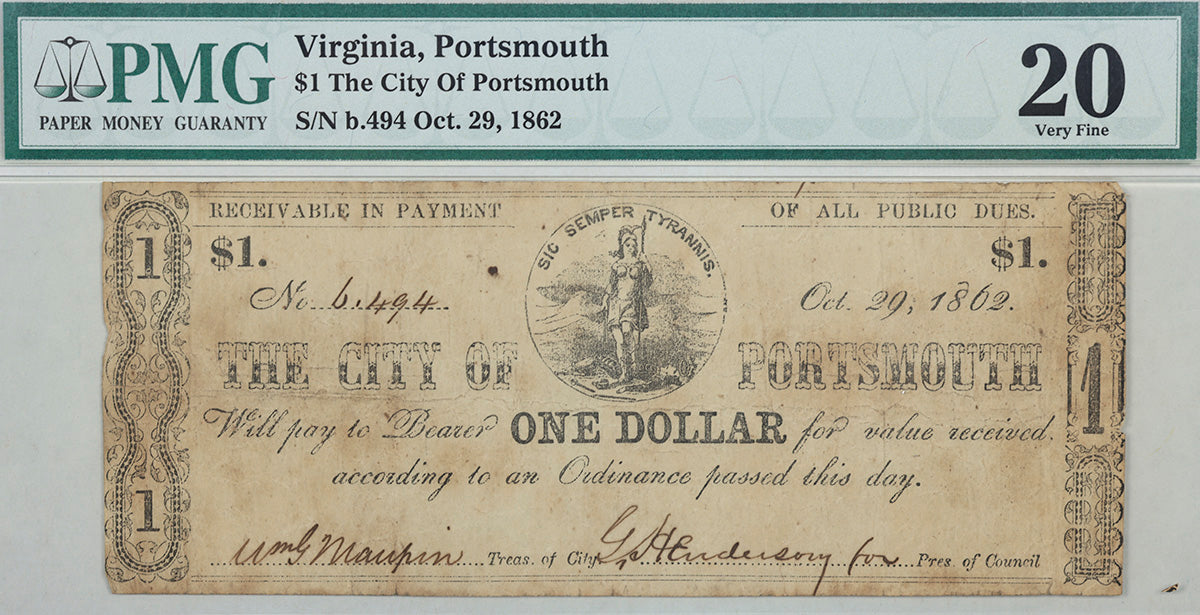 PMG
PAPER MONEY GUARANTY
Virginia, Portsmouth
$1 The City Of Portsmouth
S/N b.494 Oct. 29, 1862
20
Very Fine
RECEIVABLE IN PAYMENT OF ALL PUBLIC DUES.
SIC SEMPER TYRANNIS.
1 $1. $1. 1
No b.494 Oct. 29, 1862.
THE CITY OF PORTSMOUTH
Will pay to Bearer ONE DOLLAR for value received, 1
according to an Ordinance passed this day.
1
Wm G Maupin Treas. of City Henderson for Pres of Council